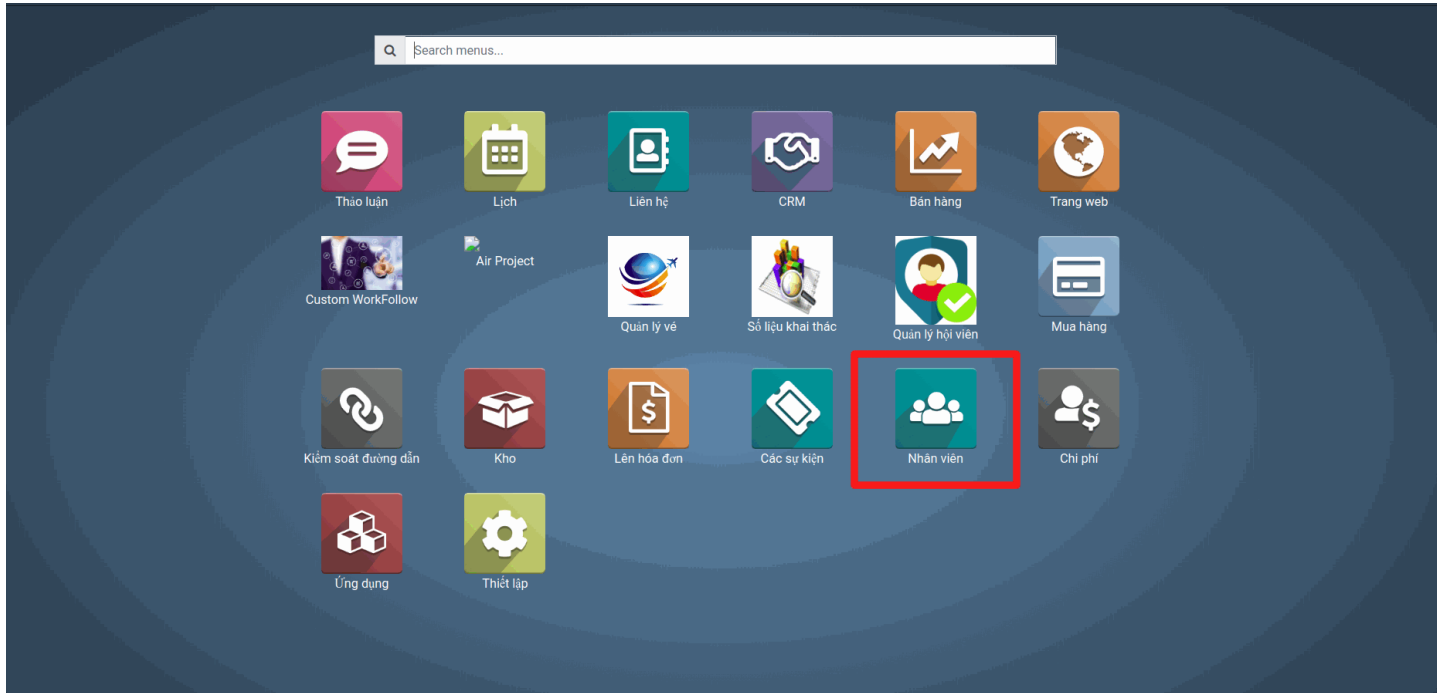 Search menus...
Thảo luận
Lịch
Liên hệ
CRM
Bán hàng
Trang web
Custom WorkFollow
Air Project
Quản lý vé
Số liệu khai thác
Quản lý hội viên
Mua hàng
Kiểm soát đường dẫn
Kho
Lên hóa đơn
Các sự kiện
Nhân viên
Chi phí
Ứng dụng
Thiết lập